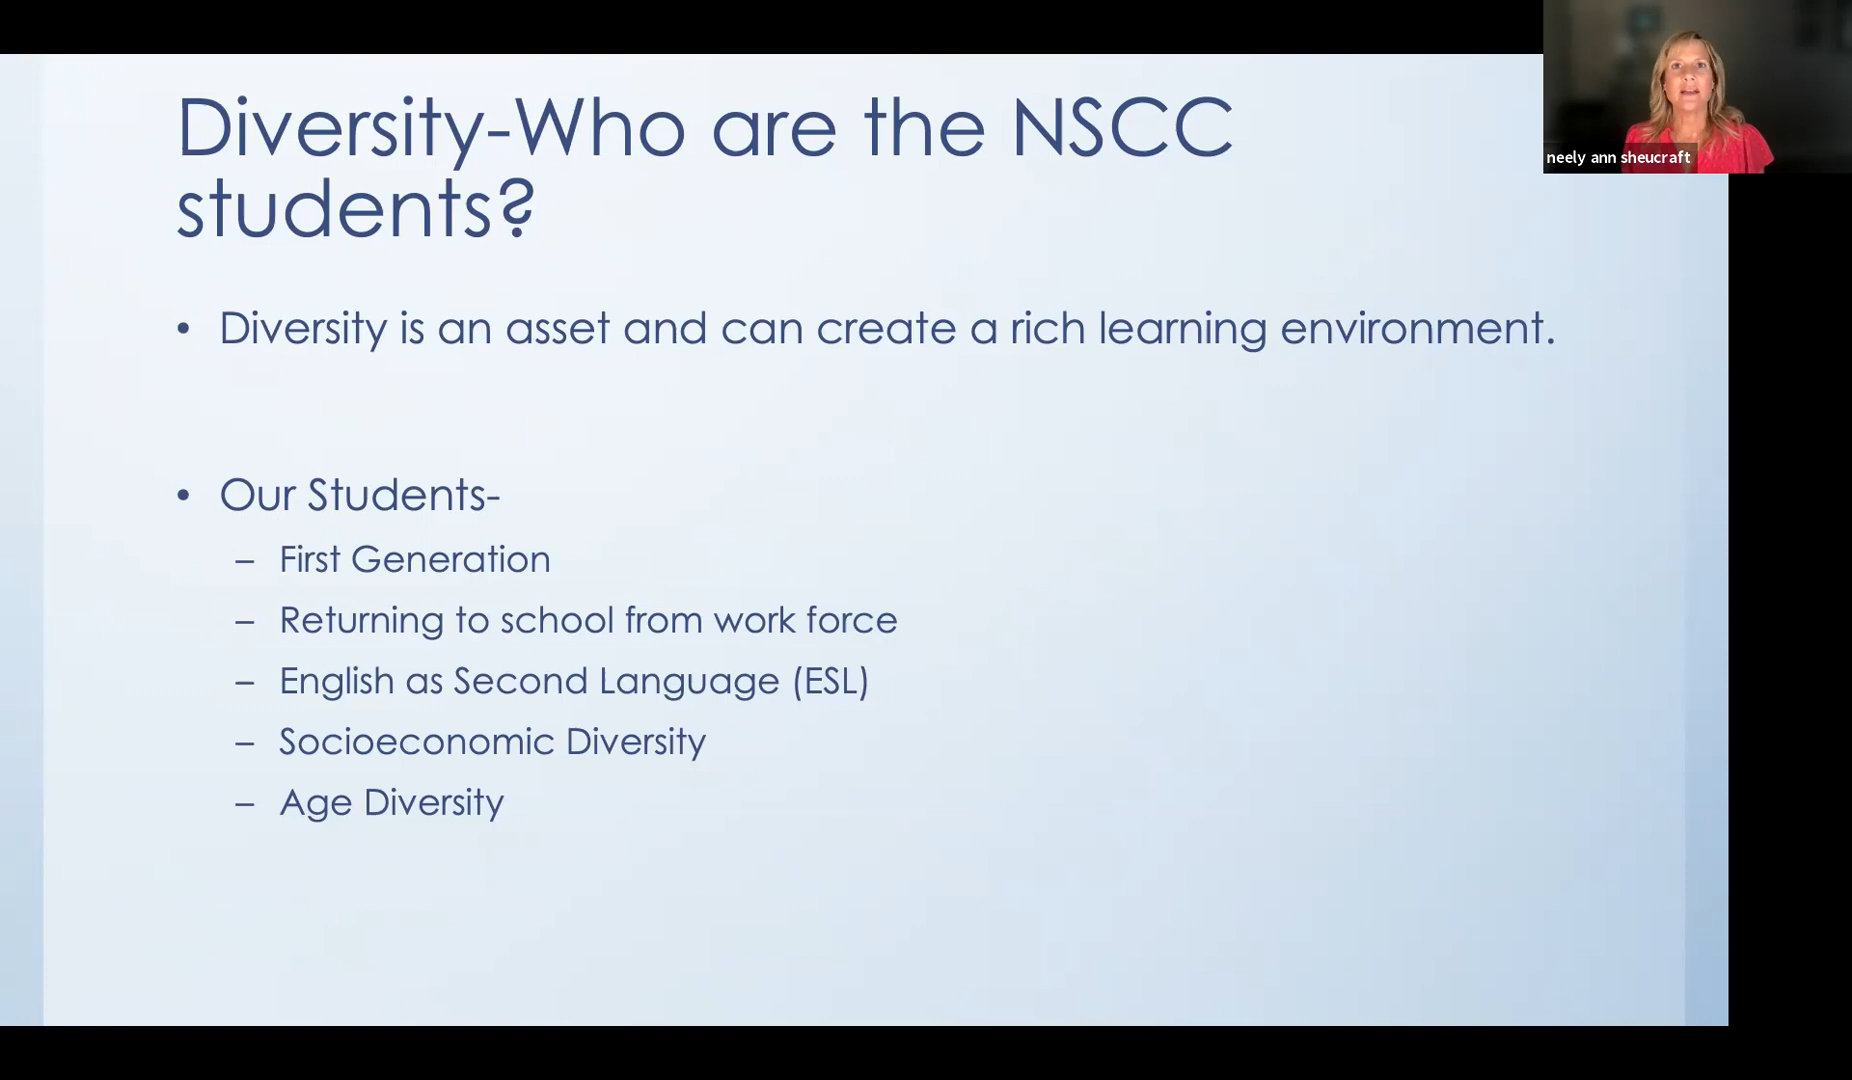 Diversity-Who are the NSCC
students?
• Diversity is an asset and can create a rich learning environment.
• Our Students-
– First Generation
– Returning to school from work force
– English as Second Language (ESL)
– Socioeconomic Diversity
– Age Diversity
neely ann sheucraft